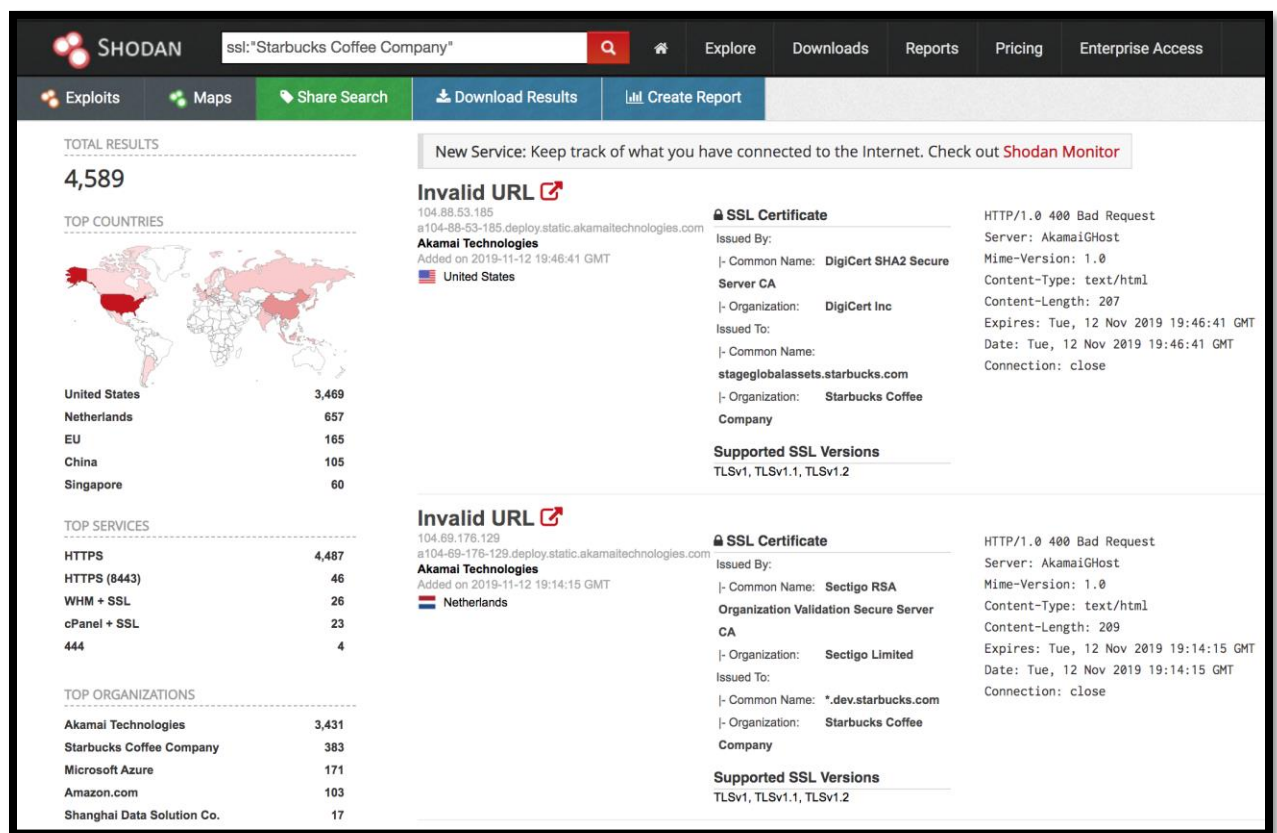 SHODAN
ssl:"Starbucks Coffee Company"
Explore
Downloads
Reports
Pricing
Enterprise Access
Exploits
Maps
Share Search
Download Results
Create Report
TOTAL RESULTS
4,589
TOP COUNTRIES
United States 3,469
Netherlands 657
EU 165
China 105
Singapore 60
TOP SERVICES
HTTPS 4,487
HTTPS (8443) 46
WHM + SSL 26
cPanel + SSL 23
444 4
TOP ORGANIZATIONS
Akamai Technologies 3,431
Starbucks Coffee Company 383
Microsoft Azure 171
Amazon.com 103
Shanghai Data Solution Co. 17
New Service: Keep track of what you have connected to the Internet. Check out Shodan Monitor
Invalid URL
104.88.53.185
a104-88-53-185.deploy.static.akamaitechnologies.com
Akamai Technologies
Added on 2019-11-12 19:46:41 GMT
United States
SSL Certificate
Issued By:
|- Common Name: DigiCert SHA2 Secure
Server CA
|- Organization: DigiCert Inc
Issued To:
|- Common Name:
stageglobalassets.starbucks.com
|- Organization: Starbucks Coffee
Company
Supported SSL Versions
TLSv1, TLSv1.1, TLSv1.2
HTTP/1.0 400 Bad Request
Server: AkamaiGHost
Mime-Version: 1.0
Content-Type: text/html
Content-Length: 207
Expires: Tue, 12 Nov 2019 19:46:41 GMT
Date: Tue, 12 Nov 2019 19:46:41 GMT
Connection: close
Invalid URL
104.69.176.129
a104-69-176-129.deploy.static.akamaitechnologies.com
Akamai Technologies
Added on 2019-11-12 19:14:15 GMT
Netherlands
SSL Certificate
Issued By:
|- Common Name: Sectigo RSA
Organization Validation Secure Server
CA
|- Organization: Sectigo Limited
Issued To:
|- Common Name: *.dev.starbucks.com
|- Organization: Starbucks Coffee
Company
Supported SSL Versions
TLSv1, TLSv1.1, TLSv1.2
HTTP/1.0 400 Bad Request
Server: AkamaiGHost
Mime-Version: 1.0
Content-Type: text/html
Content-Length: 209
Expires: Tue, 12 Nov 2019 19:14:15 GMT
Date: Tue, 12 Nov 2019 19:14:15 GMT
Connection: close